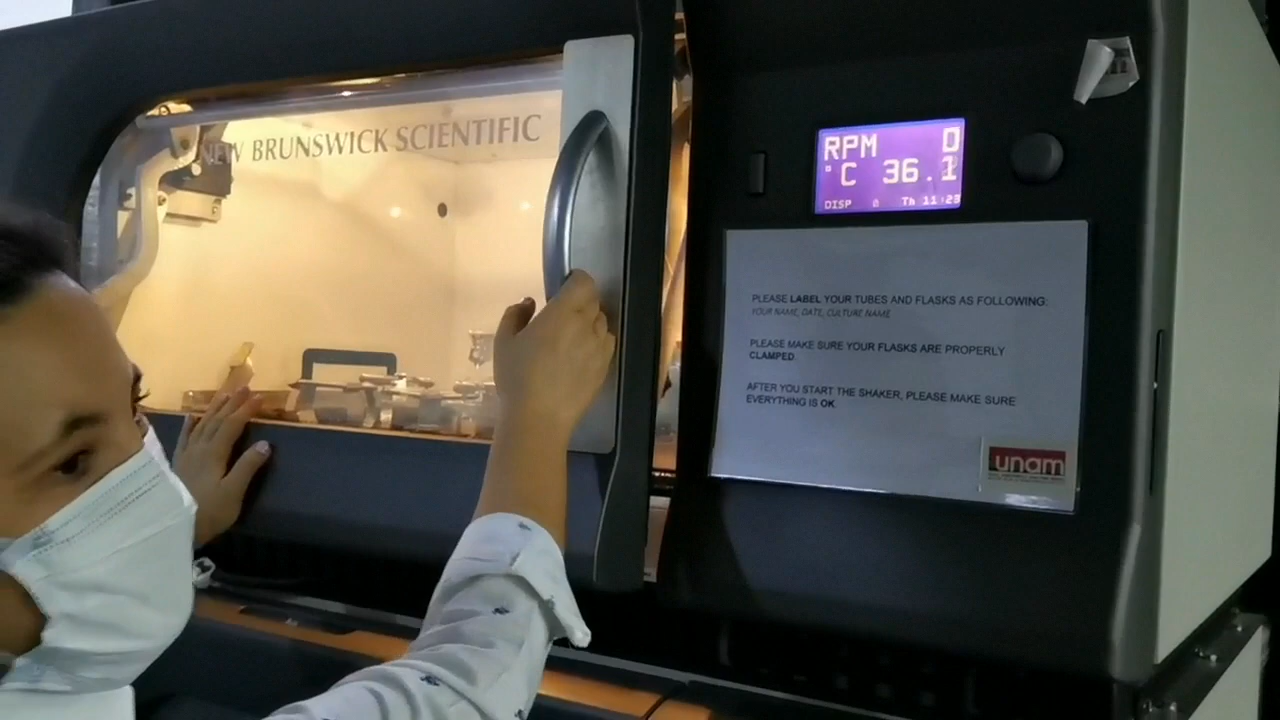 NEW BRUNSWICK SCIENTIFIC
RPM 0
°C 36.1
DISP Th 11:23
PLEASE LABEL YOUR TUBES AND FLASKS AS FOLLOWING:
YOUR NAME, DATE, CULTURE NAME
PLEASE MAKE SURE YOUR FLASKS ARE PROPERLY
CLAMPED
AFTER YOU START THE SHAKER, PLEASE MAKE SURE
EVERYTHING IS OK.
unam